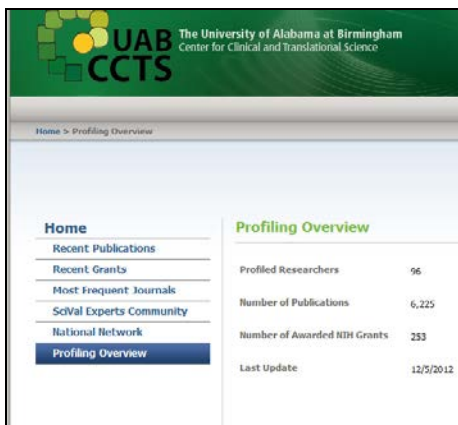 UAB
CCTS
The University of Alabama at Birmingham
Center for Clinical and Translational Science
Home > Profiling Overview
Home
Recent Publications
Recent Grants
Most Frequent Journals
SciVal Experts Community
National Network
Profiling Overview
Profiling Overview
Profiled Researchers 96
Number of Publications 6,225
Number of Awarded NIH Grants 253
Last Update 12/5/2012